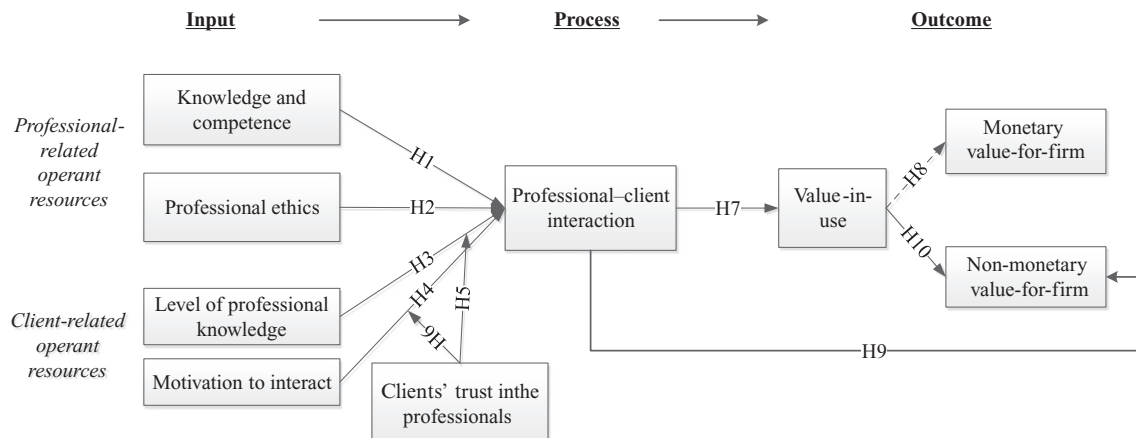 Input
Process
Outcome
Professional-
related
operant
resources
Knowledge and
competence
Professional ethics
Client-related
operant
resources
Level of professional
knowledge
Motivation to interact
Clients' trust inthe
professionals
H1
H2
H3
H4
H5
H6
Professional–client
interaction
H7
Value-in-
use
H8
H10
Monetary
value-for-firm
Non-monetary
value-for-firm
H9